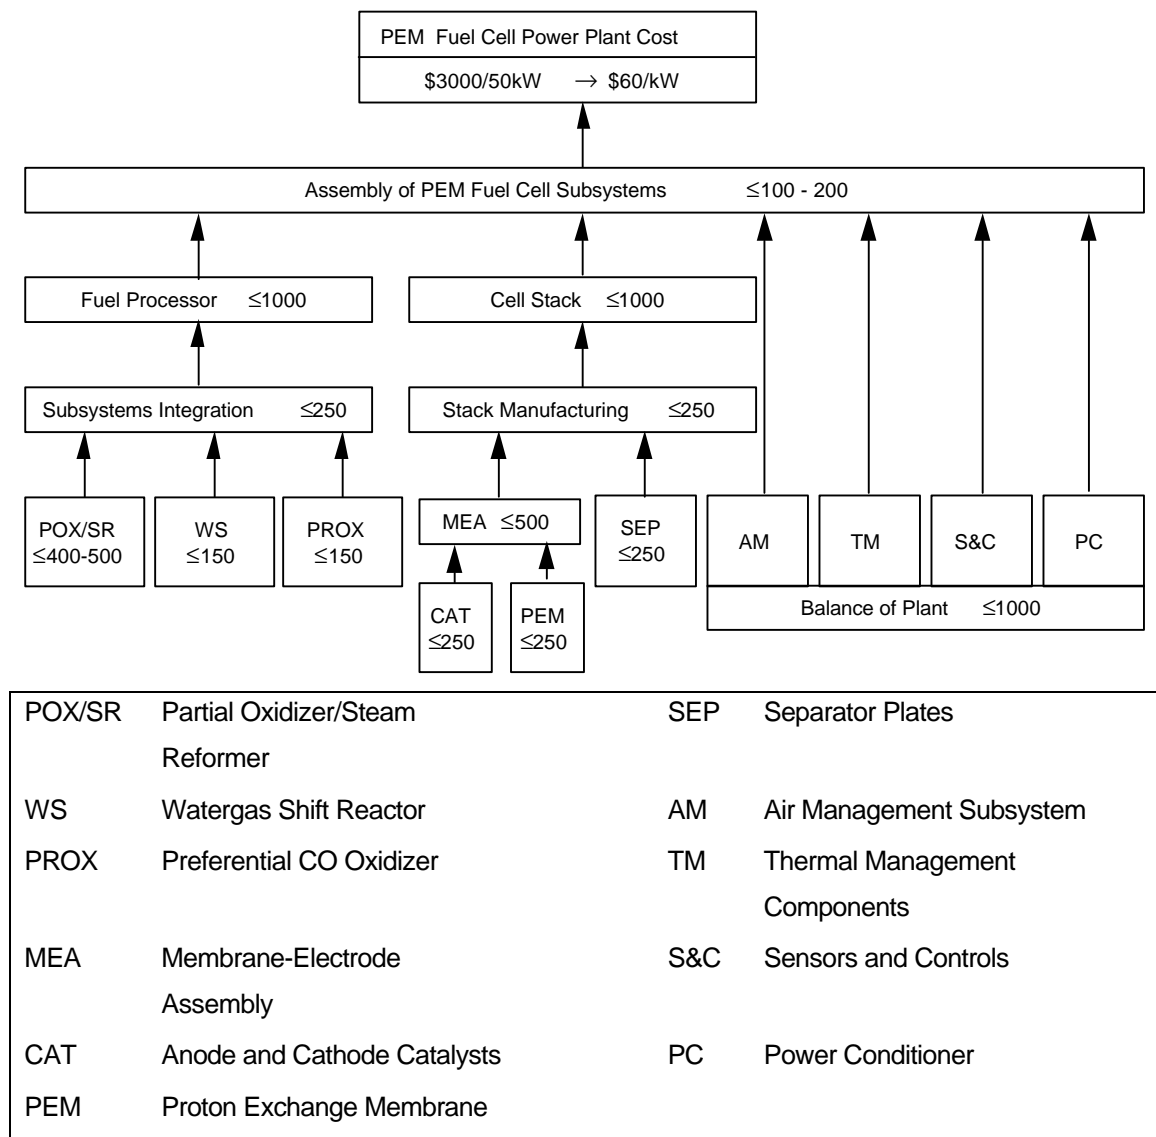 PEM Fuel Cell Power Plant Cost
$3000/50kW → $60/kW
Assembly of PEM Fuel Cell Subsystems ≤100 - 200
Fuel Processor ≤1000
Cell Stack ≤1000
Subsystems Integration ≤250
Stack Manufacturing ≤250
POX/SR
≤400-500
WS
≤150
PROX
≤150
MEA ≤500
SEP
≤250
AM
TM
S&C
PC
Balance of Plant ≤1000
CAT
≤250
PEM
≤250
POX/SR Partial Oxidizer/Steam
Reformer
SEP Separator Plates
WS Watergas Shift Reactor
AM Air Management Subsystem
PROX Preferential CO Oxidizer
TM Thermal Management
Components
MEA Membrane-Electrode
Assembly
S&C Sensors and Controls
CAT Anode and Cathode Catalysts
PC Power Conditioner
PEM Proton Exchange Membrane